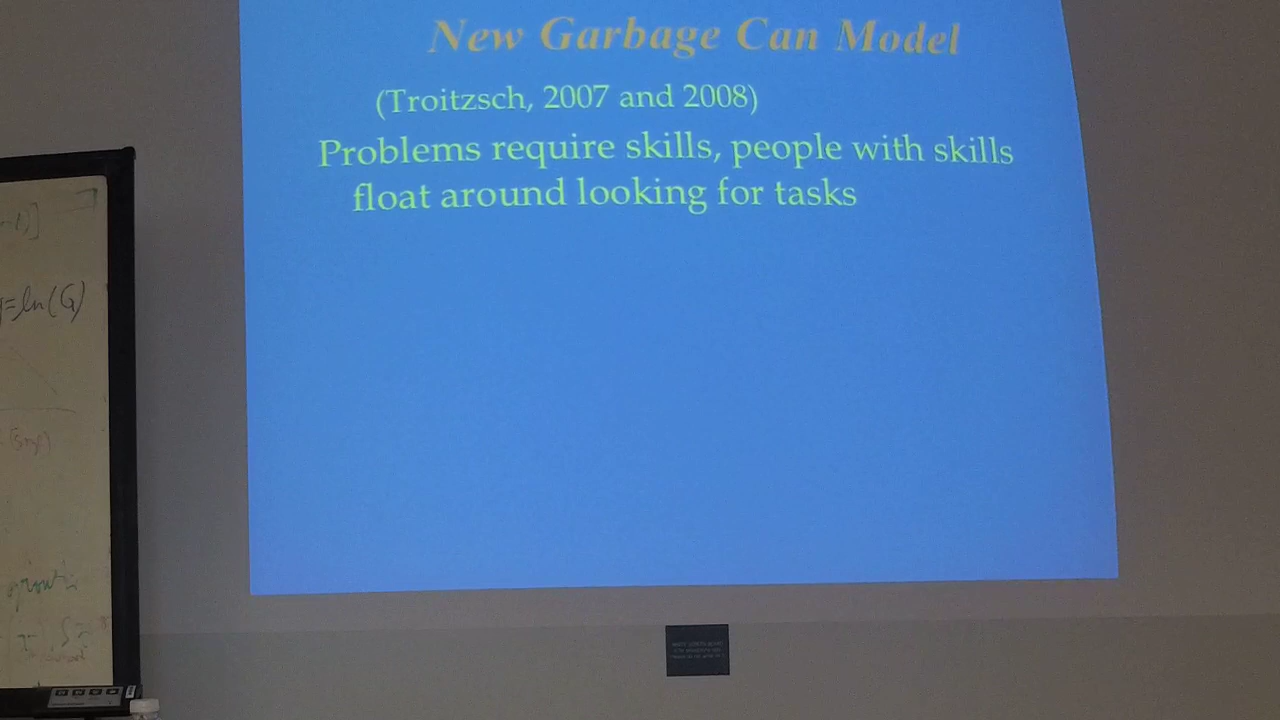 New Garbage Can Model
(Troitzsch, 2007 and 2008)
Problems require skills, people with skills
float around looking for tasks
=ln(G)